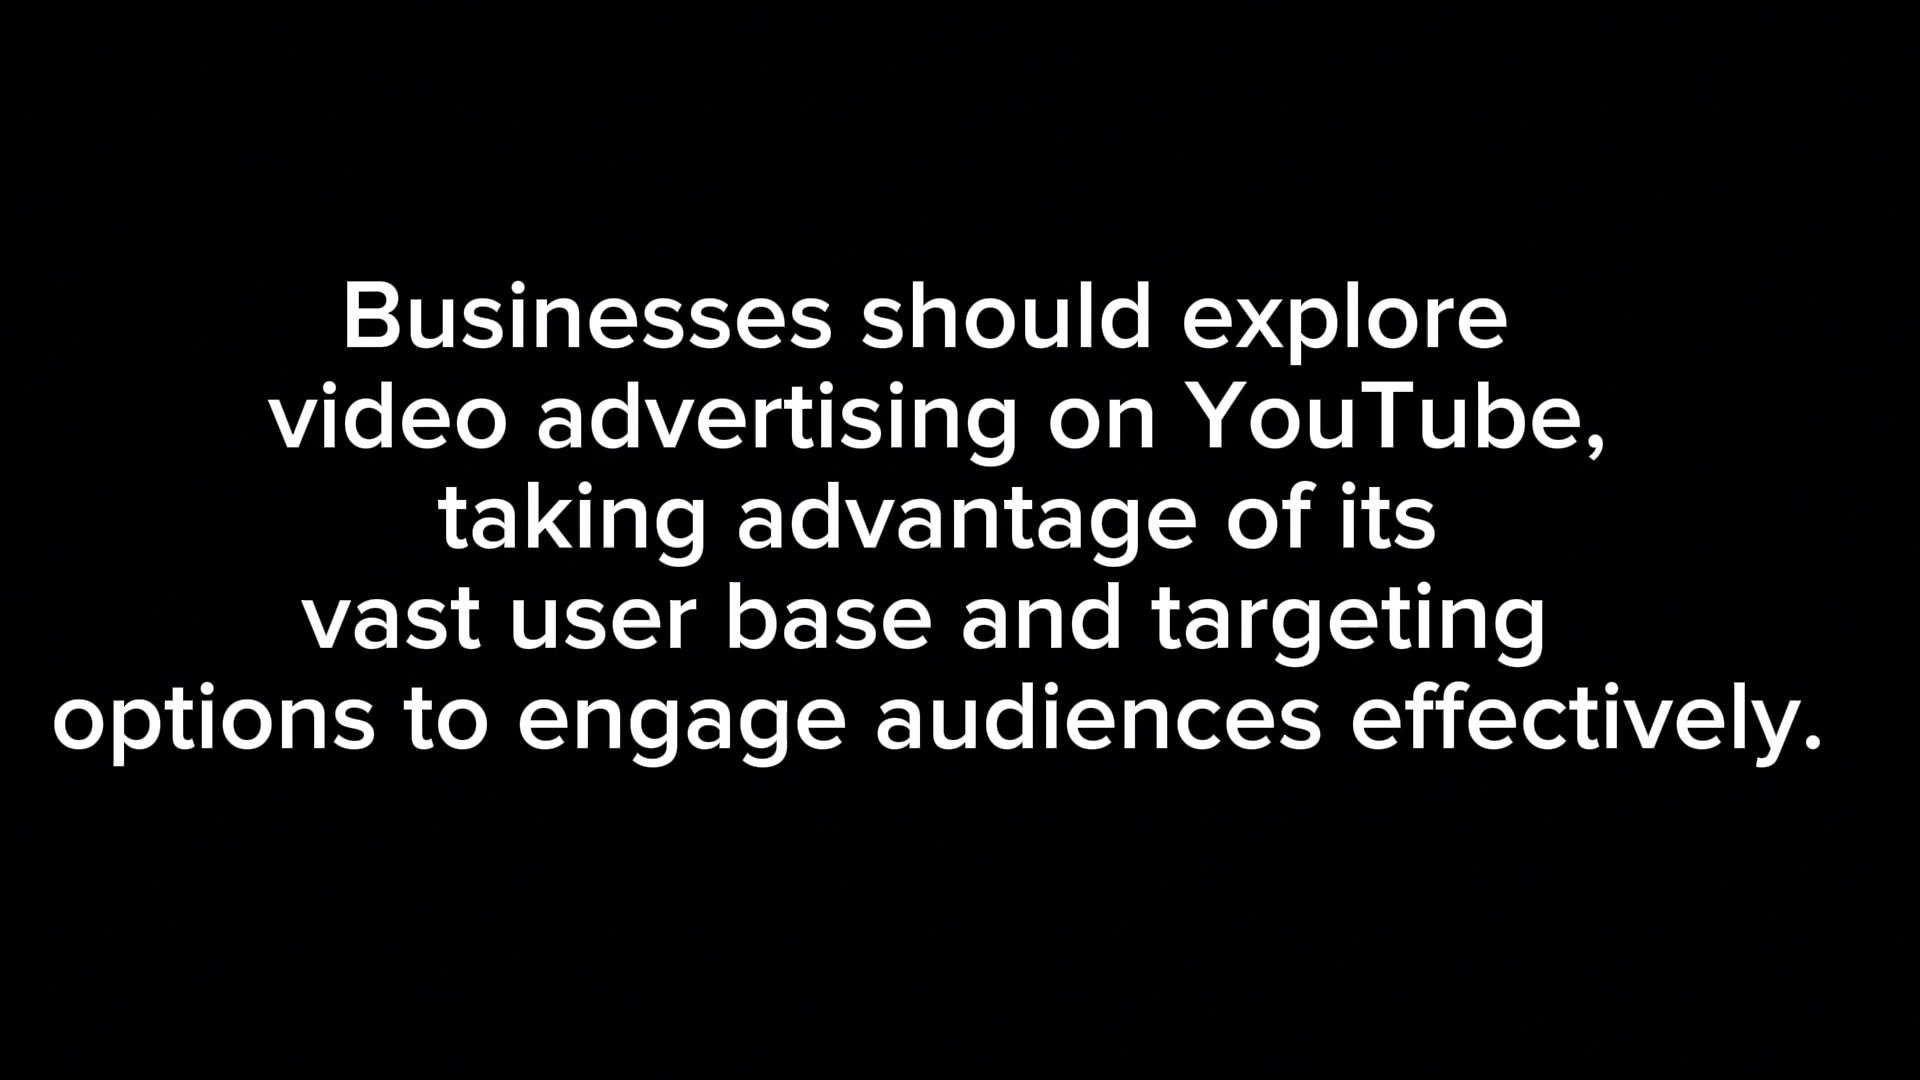 Businesses should explore
video advertising on YouTube,
taking advantage of its
vast user base and targeting
options to engage audiences effectively.